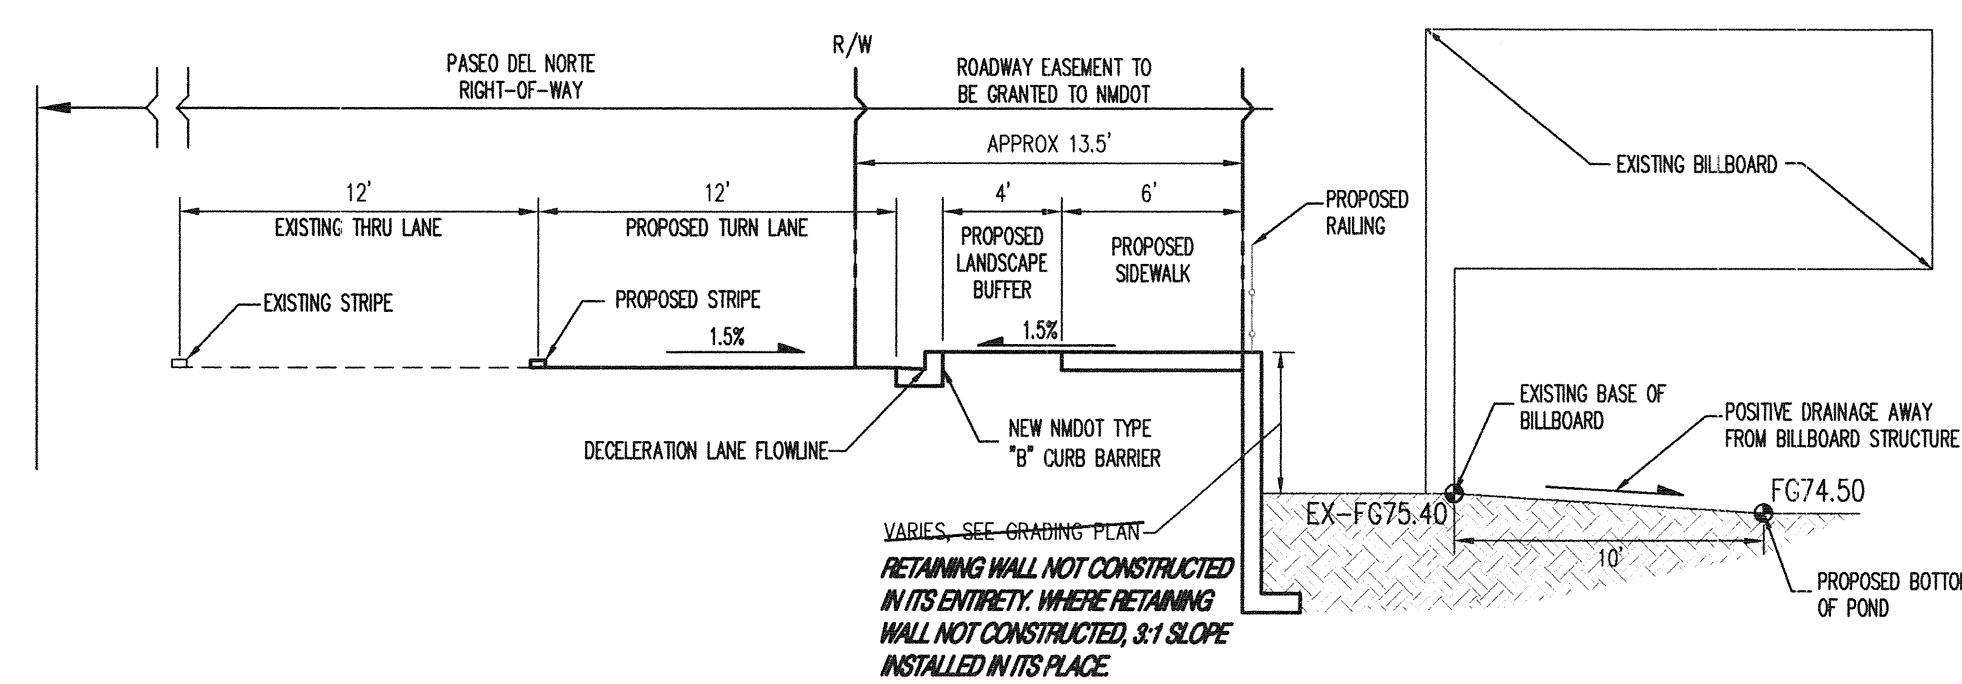 R/W
PASEO DEL NORTE
RIGHT-OF-WAY
ROADWAY EASEMENT TO
BE GRANTED TO NMDOT
APPROX 13.5'
12'
EXISTING THRU LANE
12'
PROPOSED TURN LANE
4'
PROPOSED
LANDSCAPE
BUFFER
6'
PROPOSED
SIDEWALK
PROPOSED
RAILING
EXISTING BILLBOARD
EXISTING STRIPE
PROPOSED STRIPE
1.5%
1.5%
DECELERATION LANE FLOWLINE
NEW NMDOT TYPE
"B" CURB BARRIER
EXISTING BASE OF
BILLBOARD
POSITIVE DRAINAGE AWAY
FROM BILLBOARD STRUCTURE
EX-FG75.40
FG74.50
10'
PROPOSED BOTTO
OF POND
VARIES, SEE GRADING PLAN
RETAINING WALL NOT CONSTRUCTED
IN ITS ENTIRETY. WHERE RETAINING
WALL NOT CONSTRUCTED, 3:1 SLOPE
INSTALLED IN ITS PLACE.